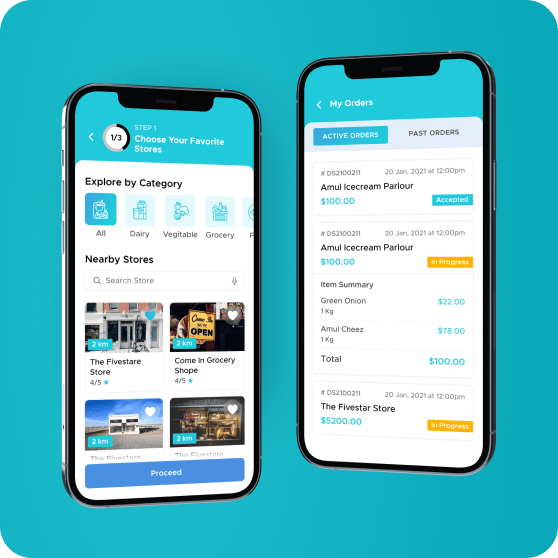 1/3
STEP 1
Choose Your Favorite
Stores
Explore by Category
All
Dairy
Vegitable
Grocery
Nearby Stores
Search Store
2 km
The Fivestare
Store
4/5 ★
Come In
WE'RE
OPEN
2 km
Come In Grocery
Shope
4/5 ★
2 km
The Fivestare
2 km
The Fivestare
Proceed
My Orders
ACTIVE ORDERS
PAST ORDERS
# DS2100211
20 Jan, 2021 at 12:00pm
Amul Icecream Parlour
$100.00
Accepted
# DS2100211
20 Jan, 2021 at 12:00pm
Amul Icecream Parlour
$100.00
In Progress
Item Summary
Green Onion
$22.00
1 Kg
Amul Cheez
$78.00
1 Kg
Total
$100.00
# DS2100211
20 Jan, 2021 at 12:00pm
The Fivestar Store
$5200.00
In Progress